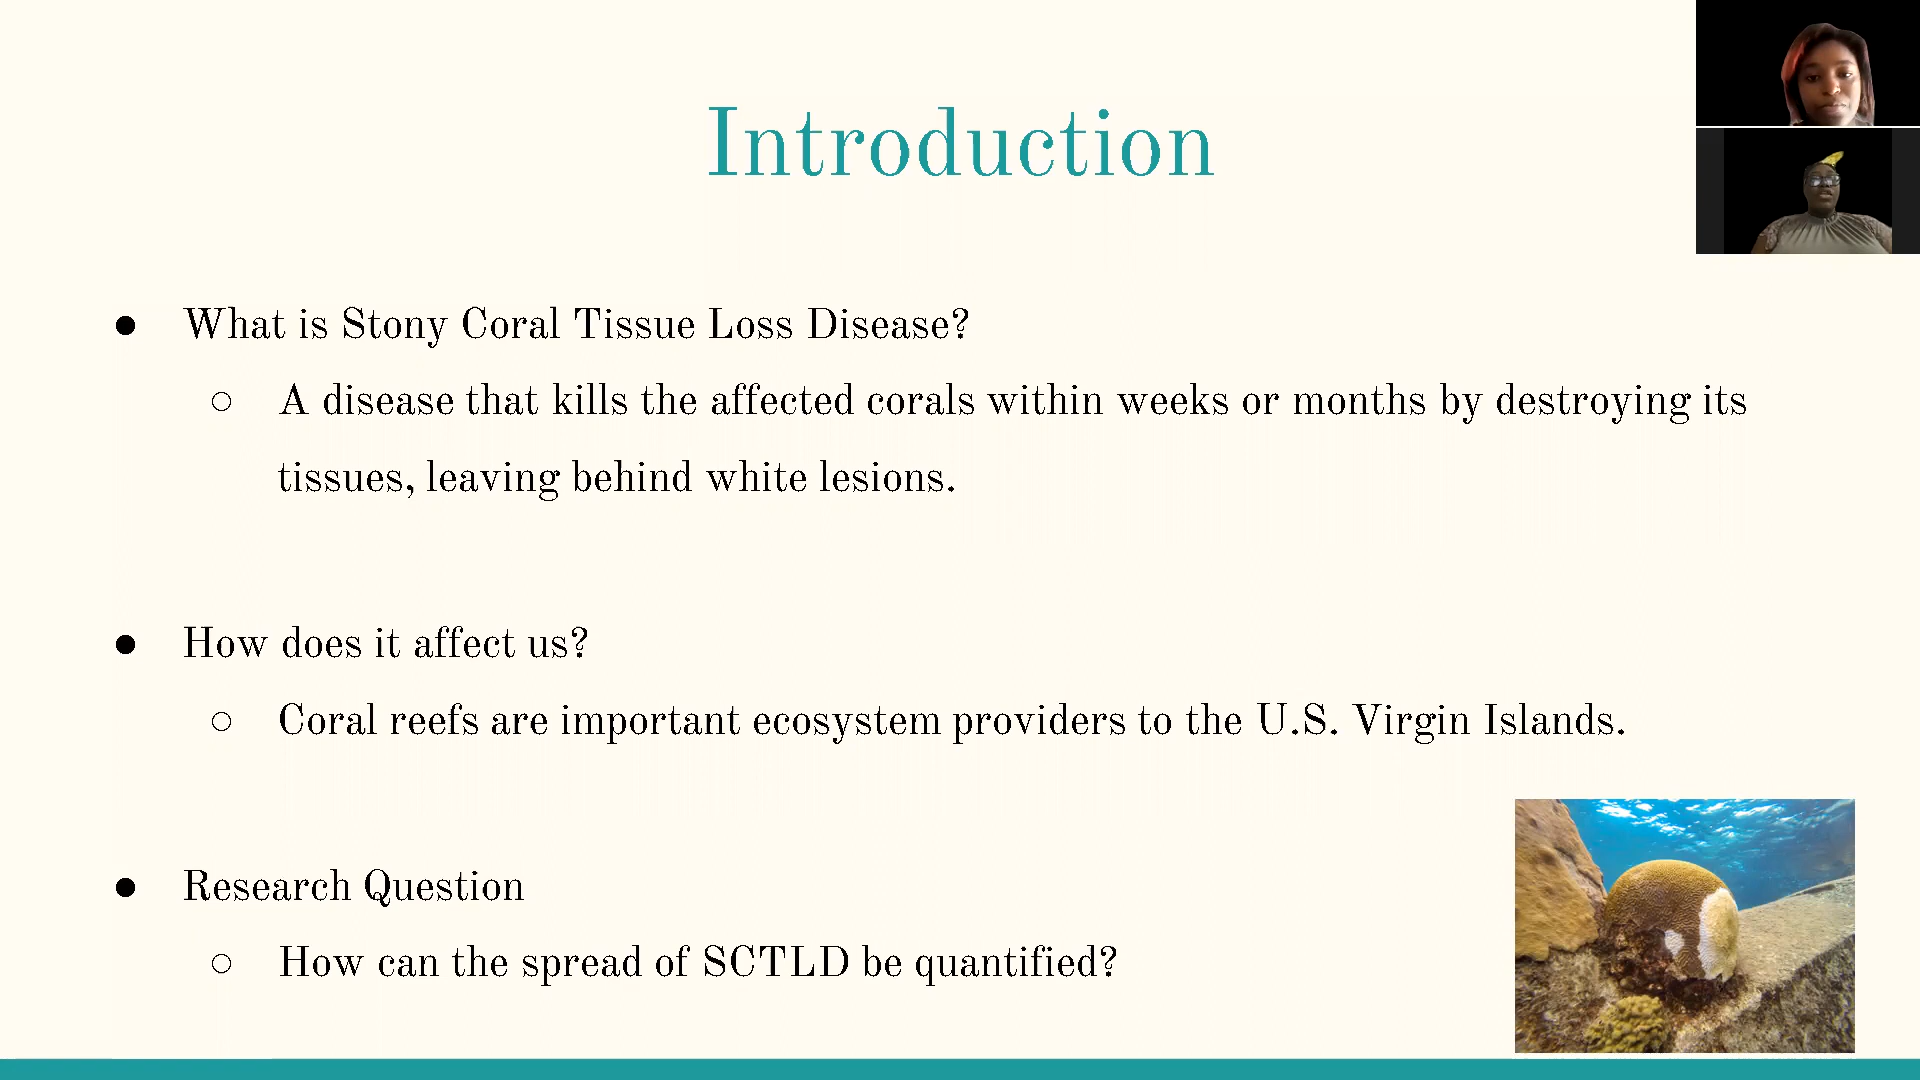 Introduction
● What is Stony Coral Tissue Loss Disease?
○ A disease that kills the affected corals within weeks or months by destroying its
tissues, leaving behind white lesions.
● How does it affect us?
○ Coral reefs are important ecosystem providers to the U.S. Virgin Islands.
● Research Question
○ How can the spread of SCTLD be quantified?